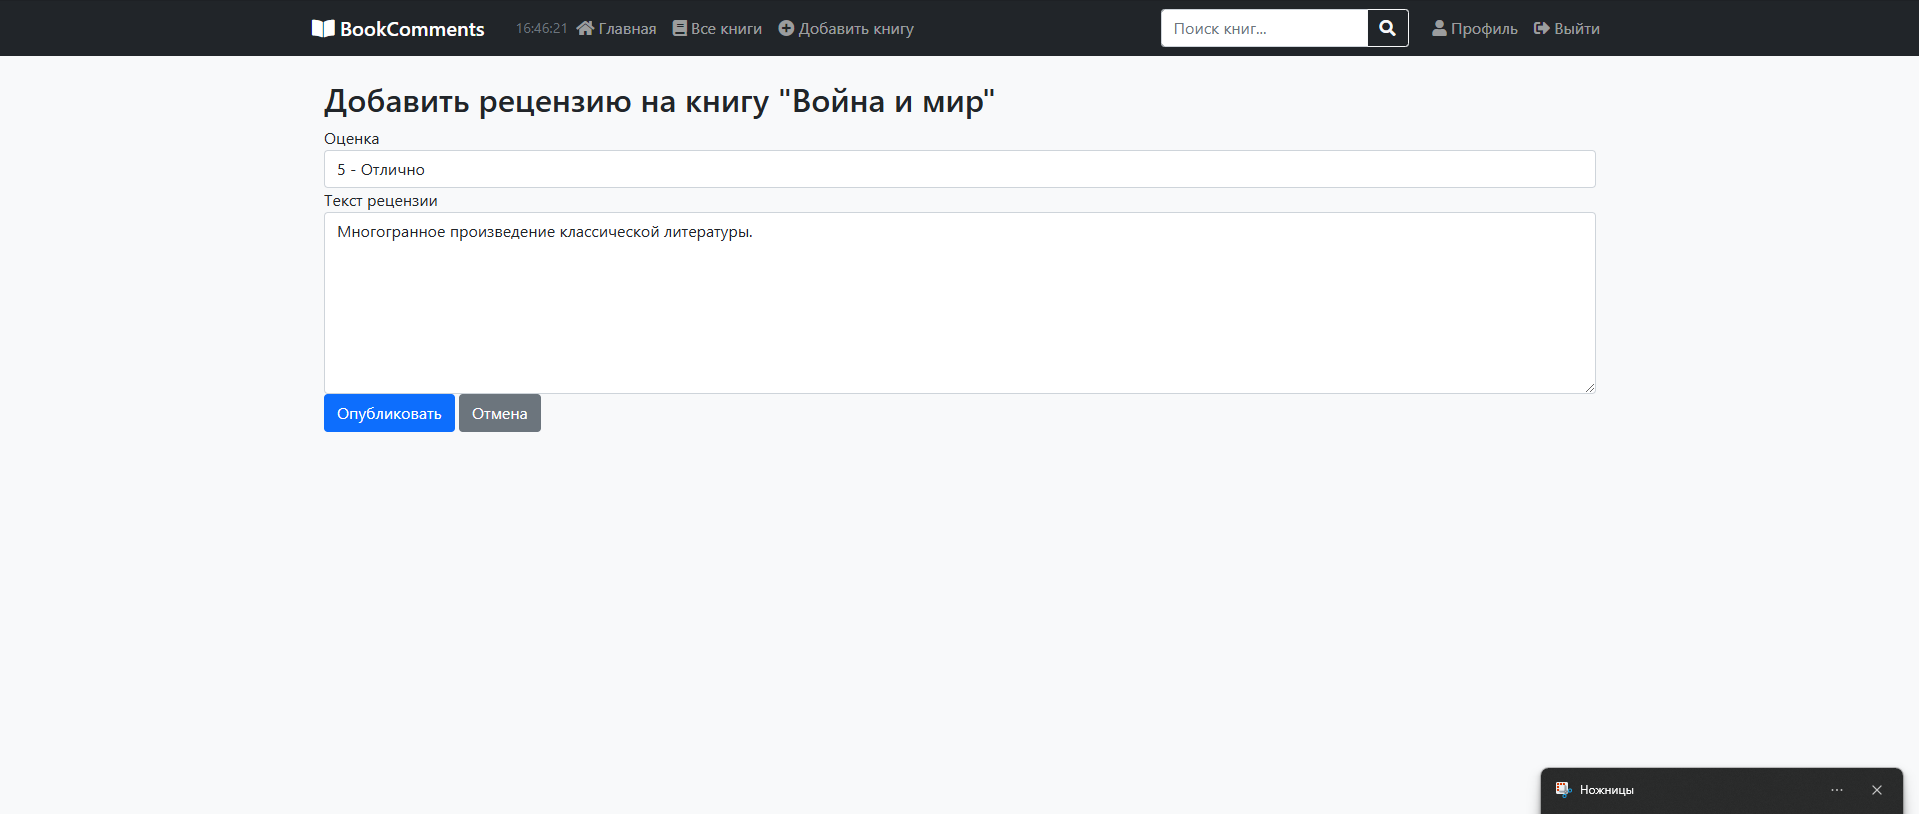 BookComments 16:46:21 Главная Все книги Добавить книгу Поиск книг... Профиль Выйти
Добавить рецензию на книгу "Война и мир"
Оценка
5 - Отлично
Текст рецензии
Многогранное произведение классической литературы.
Опубликовать Отмена
Ножницы